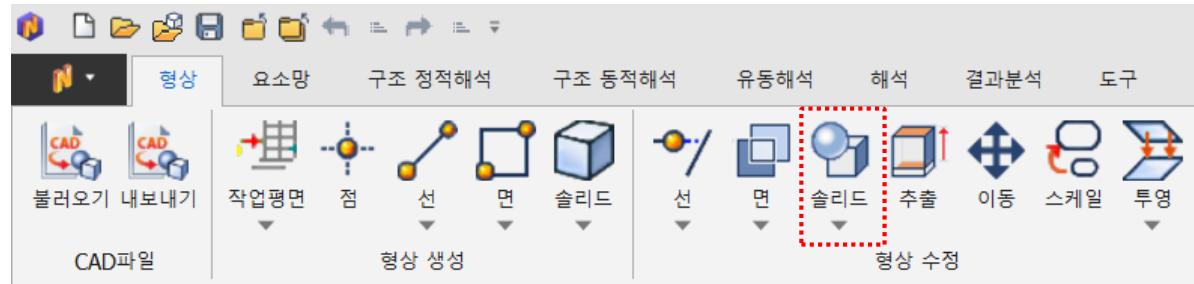 형상 요소망 구조 정적해석 구조 동적해석 유동해석 해석 결과분석 도구
CAD CAD
불러오기 내보내기 작업평면 점 선 면 솔리드 선 면 솔리드 추출 이동 스케일 투영
CAD파일 형상 생성 형상 수정